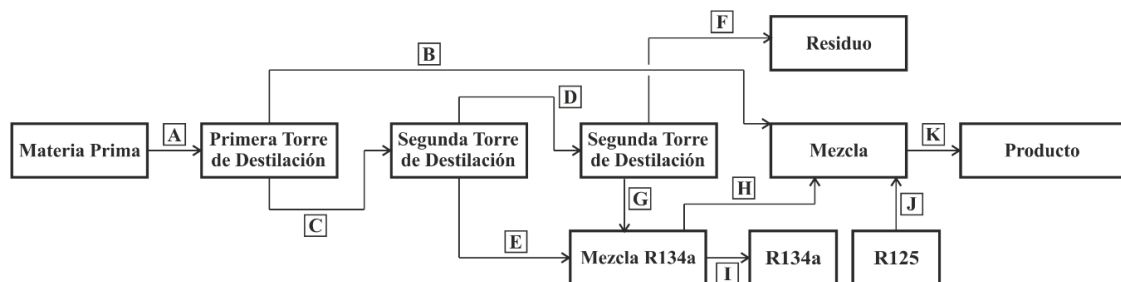 F
Residuo
B
D
A
Materia Prima
Primera Torre
de Destilación
Segunda Torre
de Destilación
Segunda Torre
de Destilación
Mezcla
K
Producto
C
G
H
J
E
Mezcla R134a
I
R134a
R125